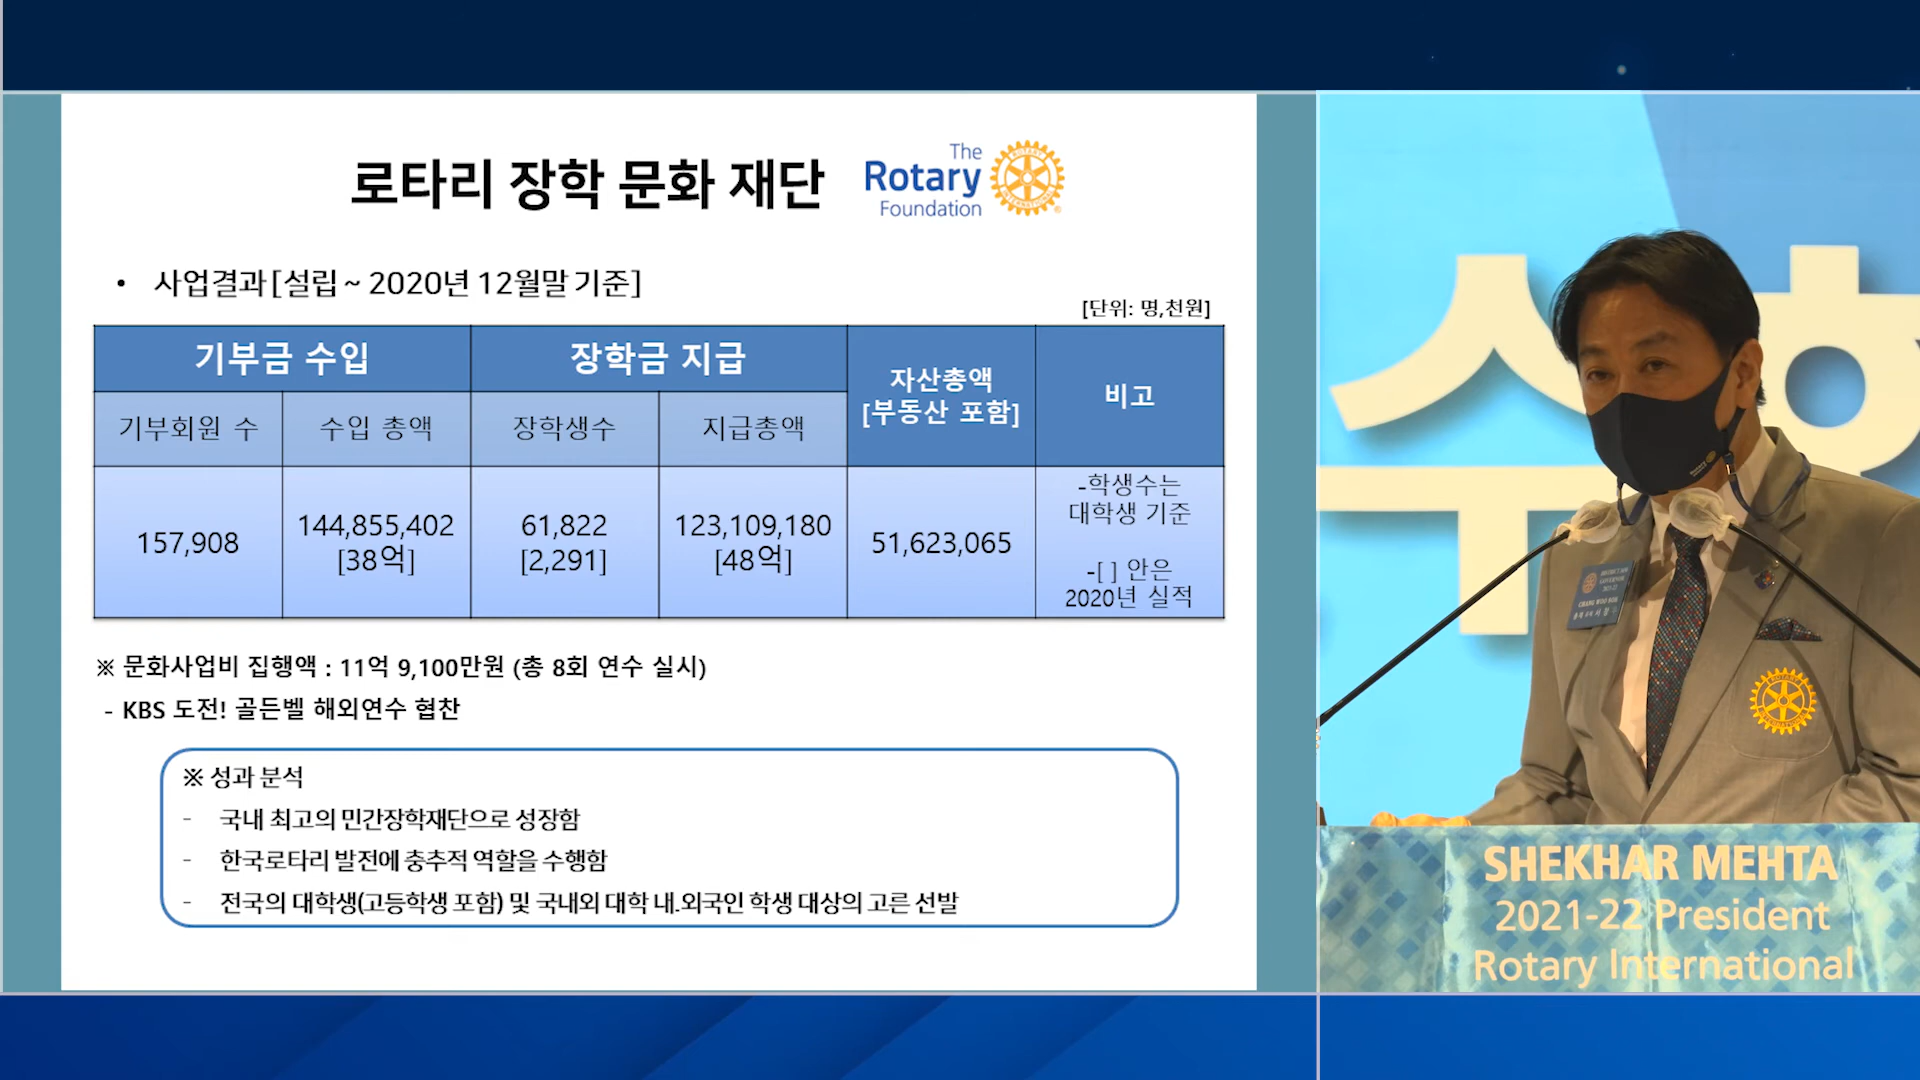 로타리 장학 문화 재단
The
Rotary
Foundation
• 사업결과[설립 ~ 2020년 12월말 기준]
[단위: 명,천원]
기부금 수입 장학금 지급 자산총액 [부동산 포함] 비고
기부회원 수 수입 총액 장학생수 지급총액
157,908 144,855,402 61,822 123,109,180 51,623,065
[38억] [2,291] [48억]
-학생수는
대학생 기준
-[ ] 안은
2020년 실적
※ 문화사업비 집행액 : 11억 9,100만원 (총 8회 연수 실시)
- KBS 도전! 골든벨 해외연수 협찬
※ 성과 분석
- 국내 최고의 민간장학재단으로 성장함
- 한국로타리 발전에 충추적 역할을 수행함
- 전국의 대학생(고등학생 포함) 및 국내외 대학 내.외국인 학생 대상의 고른 선발
수
SHEKHAR MEHTA
2021-22 President
Rotary International